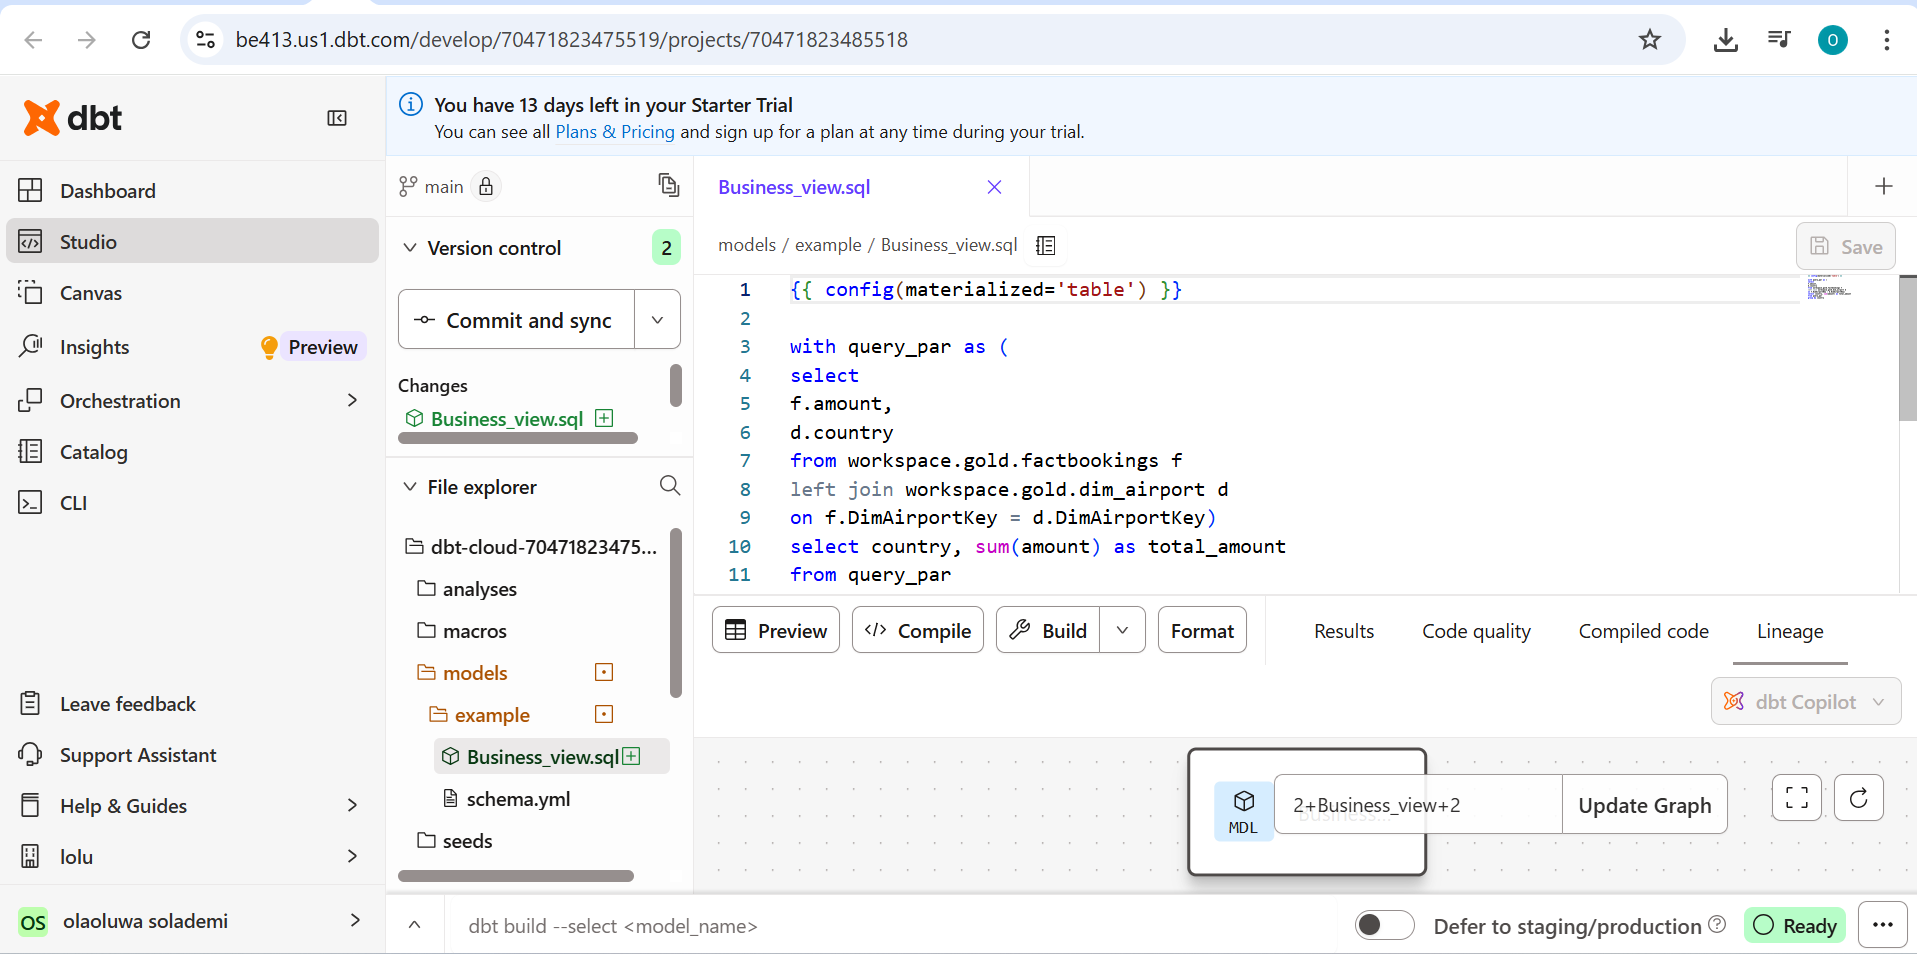 be413.us1.dbt.com/develop/70471823475519/projects/70471823485518
O
dbt
You have 13 days left in your Starter Trial
You can see all Plans & Pricing and sign up for a plan at any time during your trial.
Dashboard
Studio
Canvas
Insights
Preview
Orchestration
Catalog
CLI
Leave feedback
Support Assistant
Help & Guides
lolu
OS
olaoluwa solademi
main
Version control
2
Commit and sync
Changes
Business_view.sql
File explorer
dbt-cloud-70471823475...
analyses
macros
models
example
Business_view.sql
schema.yml
seeds
Business_view.sql
models / example / Business_view.sql
Save
1 {{ config(materialized='table') }}
2
3 with query_par as (
4 select
5 f.amount,
6 d.country
7 from workspace.gold.factbookings f
8 left join workspace.gold.dim_airport d
9 on f.DimAirportKey = d.DimAirportKey)
10 select country, sum(amount) as total_amount
11 from query_par
Preview
Compile
Build
Format
Results
Code quality
Compiled code
Lineage
dbt Copilot
MDL
2+Business_view+2
Business...
Update Graph
dbt build --select <model_name>
Defer to staging/production
Ready